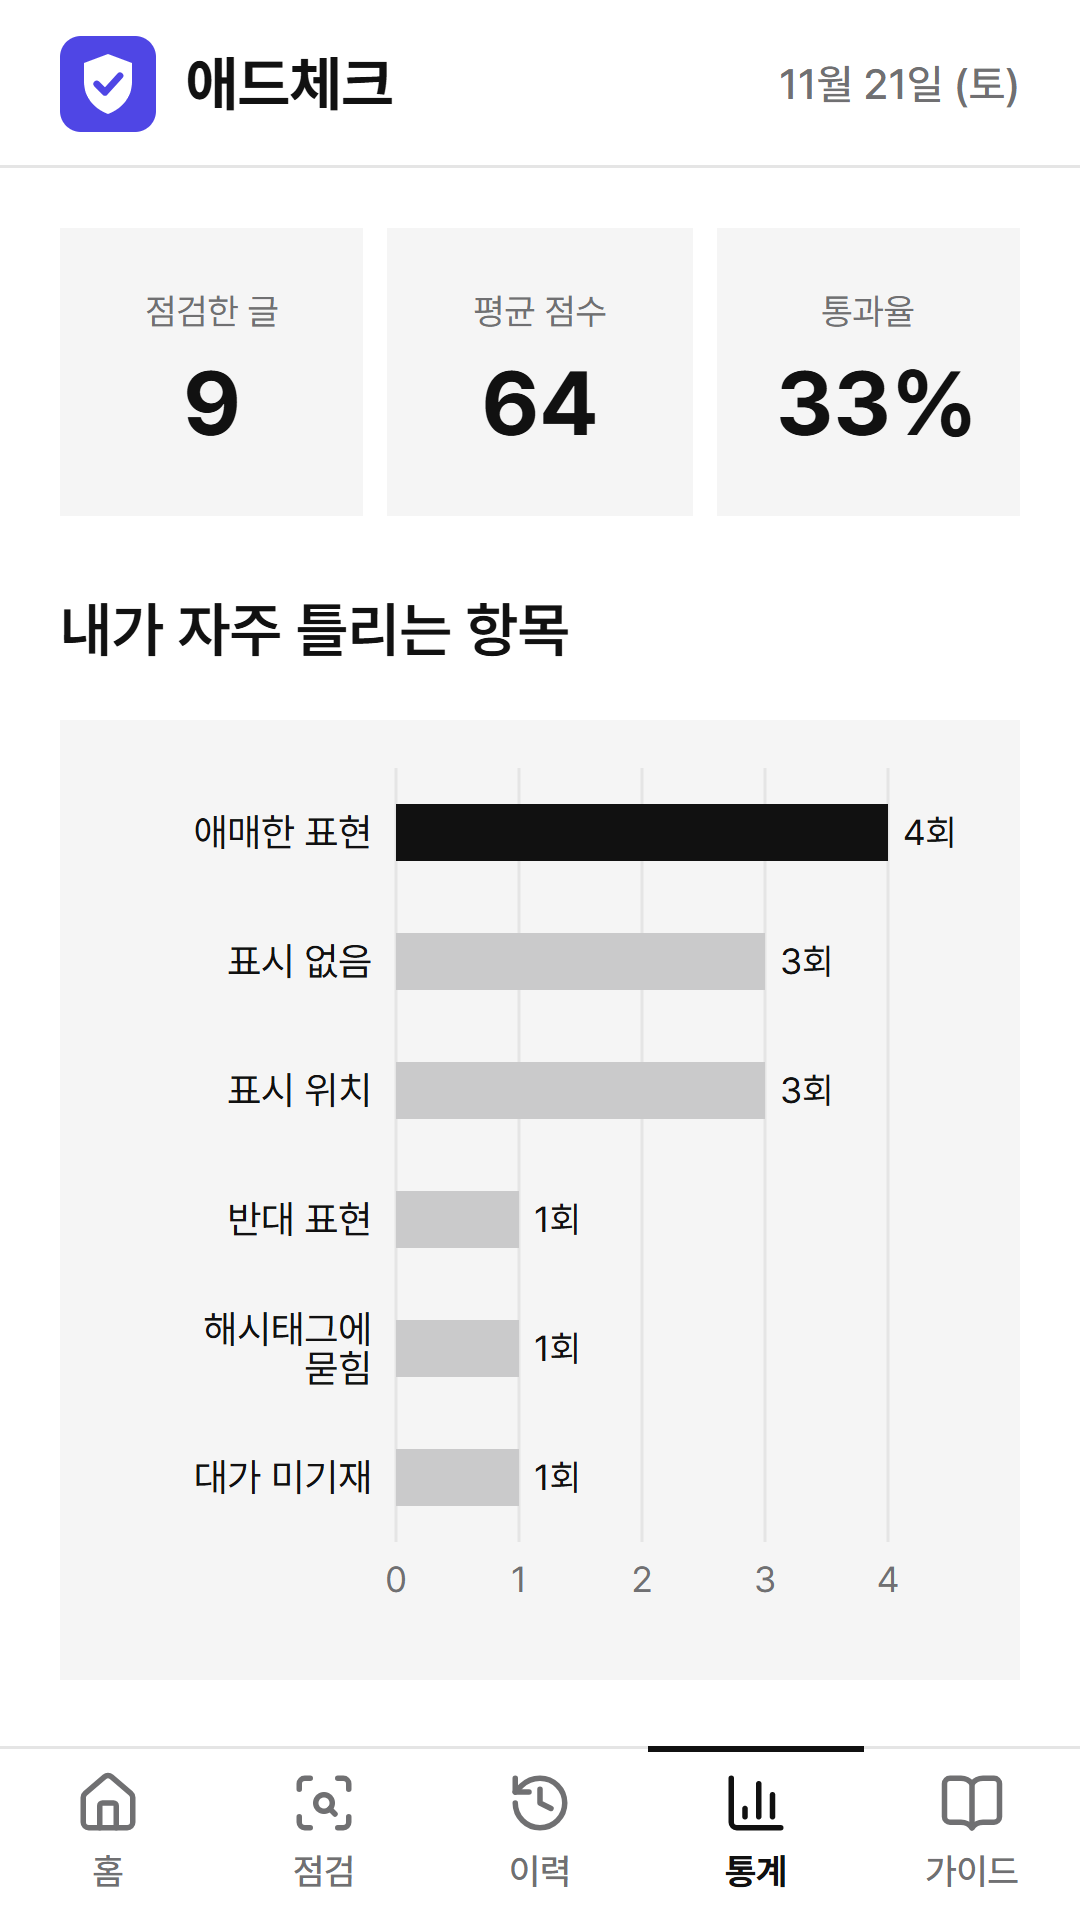 애드체크
11월 21일 (토)
점검한 글
9
평균 점수
64
통과율
33%
내가 자주 틀리는 항목
애매한 표현
4회
표시 없음
3회
표시 위치
3회
반대 표현
1회
해시태그에
묻힘
1회
대가 미기재
1회
0 1 2 3 4
홈
점검
이력
통계
가이드